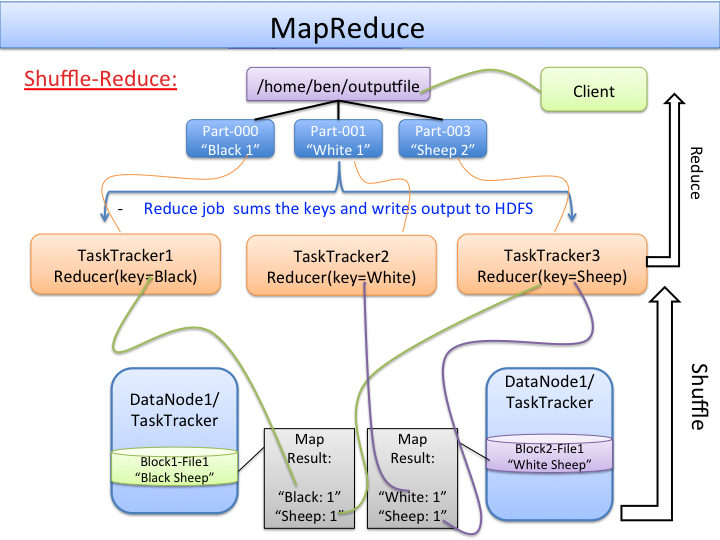 MapReduce
Shuffle-Reduce:
/home/ben/outputfile
Client
Part-000
“Black 1”
Part-001
“White 1”
Part-003
“Sheep 2”
Reduce
- Reduce job sums the keys and writes output to HDFS
TaskTracker1
Reducer(key=Black)
TaskTracker2
Reducer(key=White)
TaskTracker3
Reducer(key=Sheep)
Shuffle
DataNode1/
TaskTracker
Block1-File1
“Black Sheep”
Map
Result:
“Black: 1”
“Sheep: 1”
Map
Result:
“White: 1”
“Sheep: 1”
DataNode1/
TaskTracker
Block2-File1
“White Sheep”